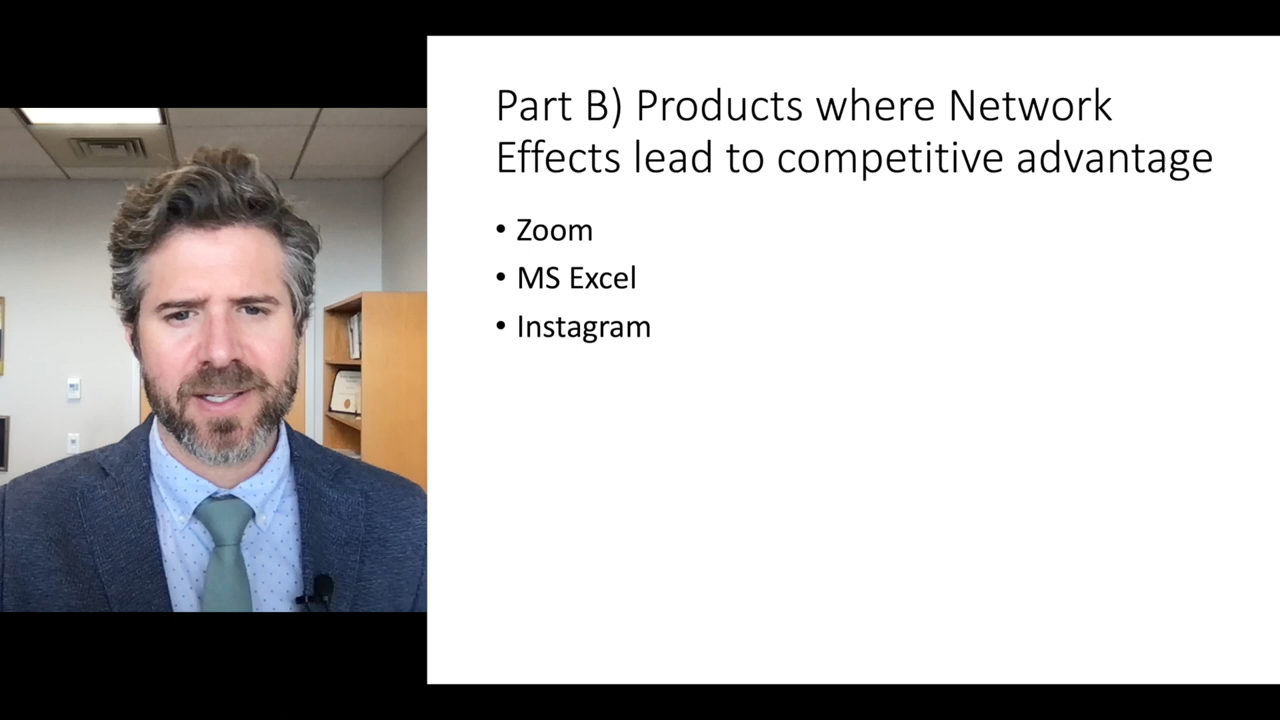 Part B) Products where Network
Effects lead to competitive advantage
• Zoom
• MS Excel
• Instagram